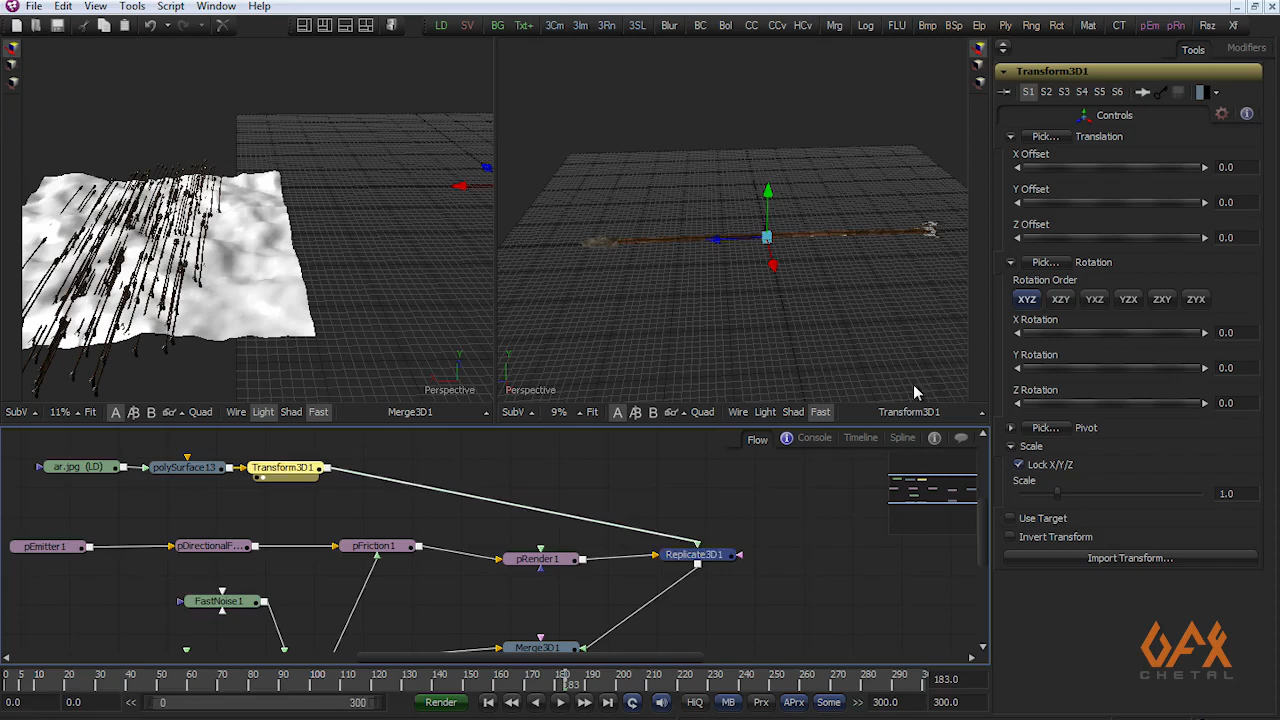 File Edit View Tools Script Window Help
LD SV BG Txt+ 3Cm 3Im 3Rn 3SL Blur BC Bol CC CCv HCv Mrg Log FLU Bmp BSp Elp Ply Rng Rct Mat CT pEm pRn Rsz Xf
Tools Modifiers
Transform3D1
S1 S2 S3 S4 S5 S6
Controls
Pick... Translation
X Offset
0.0
Y Offset
0.0
Z Offset
0.0
Pick... Rotation
Rotation Order
XYZ XZY YXZ YZX ZXY ZYX
X Rotation
0.0
Y Rotation
0.0
Z Rotation
0.0
Pick... Pivot
Scale
Lock X/Y/Z
Scale
1.0
Use Target
Invert Transform
Import Transform...
Y
Perspective
Y
Perspective
SubV 11% Fit A B Quad Wire Light Shad Fast Merge3D1
SubV 9% Fit A B Quad Wire Light Shad Fast Transform3D1
Flow Console Timeline Spline
ar.jpg (LD) polySurface13 Transform3D1
pEmitter1 pDirectionalF... pFriction1 pRender1 Replicate3D1
FastNoise1
Merge3D1
0 5 10 20 30 40 50 60 70 80 90 100 110 120 130 140 150 160 170 180 190 200 210 220 230 240 250 260 270 280 290
183
183.0
0.0 0.0 << 0 300 Render HiQ MB Prx APrx Some >> 300.0 300.0
GFX
CHETAL